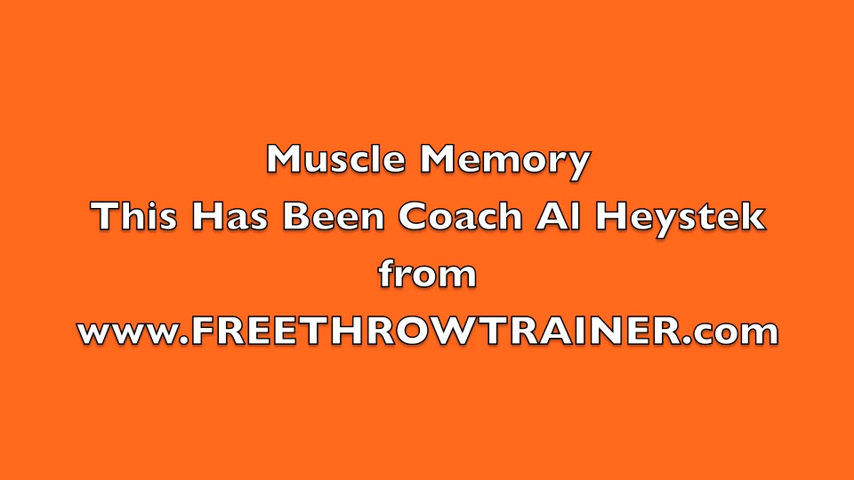 Muscle Memory
This Has Been Coach Al Heystek
from
www.FREETHROWTRAINER.com